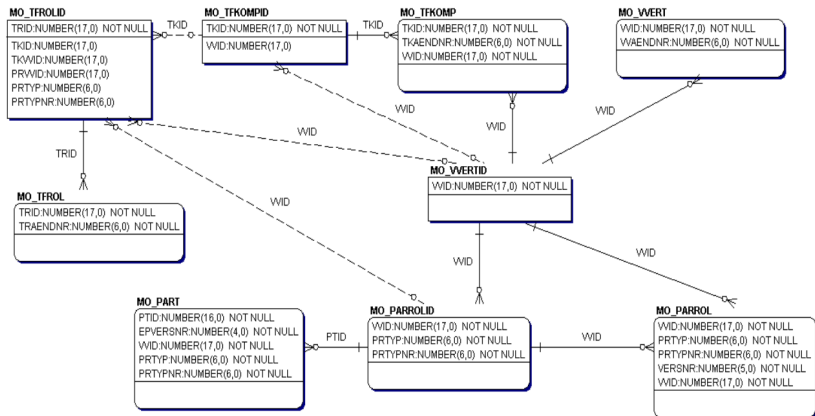 MO_TFROLID
TRID:NUMBER(17,0) NOT NULL
TKID:NUMBER(17,0)
TKVVID:NUMBER(17,0)
PRVVID:NUMBER(17,0)
PRTYP:NUMBER(6,0)
PRTYPNR:NUMBER(6,0)
TKID
MO_TFKOMPID
TKID:NUMBER(17,0) NOT NULL
VVID:NUMBER(17,0)
TKID
MO_TFKOMP
TKID:NUMBER(17,0) NOT NULL
TKAENDNR:NUMBER(6,0) NOT NULL
VVID:NUMBER(17,0) NOT NULL
MO_VVERT
VVID:NUMBER(17,0) NOT NULL
VVAENDNR:NUMBER(6,0) NOT NULL
VVID
VVID
VVID
VVID
TRID
VVID
MO_VVERTID
VVID:NUMBER(17,0) NOT NULL
MO_TFROL
TRID:NUMBER(17,0) NOT NULL
TRAENDNR:NUMBER(6,0) NOT NULL
VVID
VVID
MO_PART
PTID:NUMBER(16,0) NOT NULL
EPVERSNR:NUMBER(4,0) NOT NULL
VVID:NUMBER(17,0) NOT NULL
PRTYP:NUMBER(6,0) NOT NULL
PRTYPNR:NUMBER(6,0) NOT NULL
PTID
MO_PARROLID
VVID:NUMBER(17,0) NOT NULL
PRTYP:NUMBER(6,0) NOT NULL
PRTYPNR:NUMBER(6,0) NOT NULL
VVID
MO_PARROL
VVID:NUMBER(17,0) NOT NULL
PRTYP:NUMBER(6,0) NOT NULL
PRTYPNR:NUMBER(6,0) NOT NULL
VERSNR:NUMBER(5,0) NOT NULL
VVID:NUMBER(17,0) NOT NULL